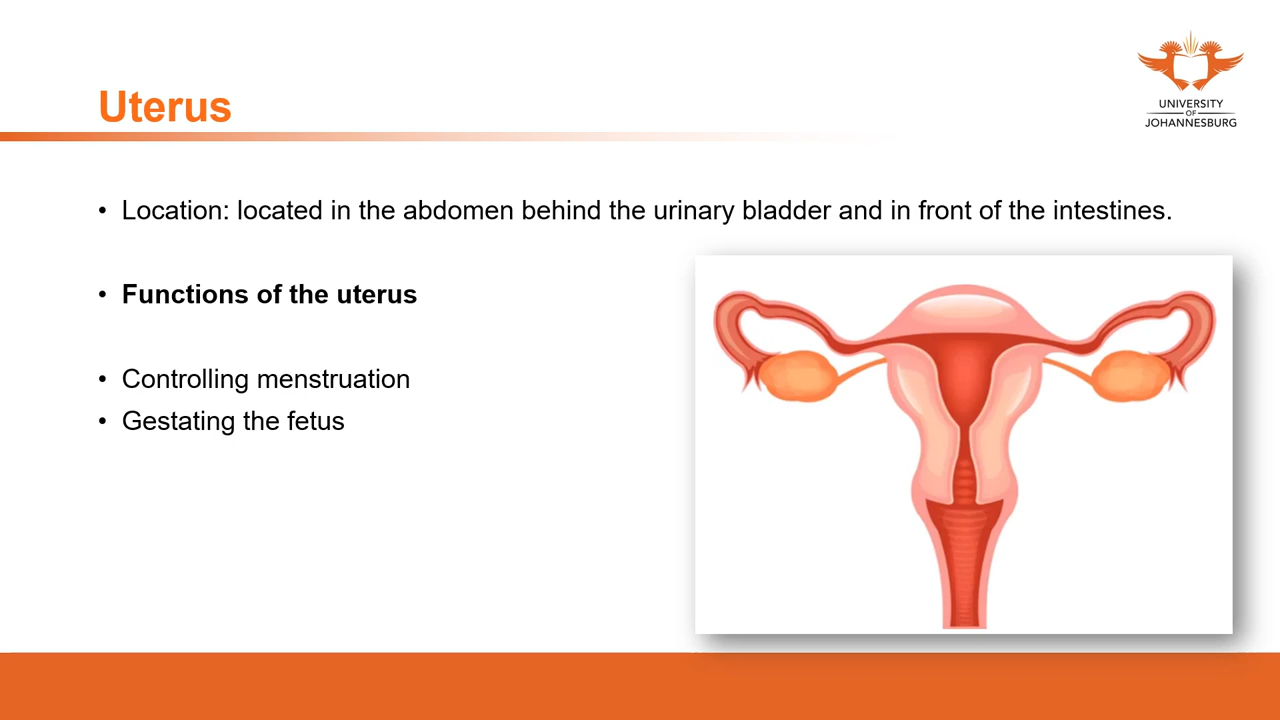 Uterus
UNIVERSITY
OF
JOHANNESBURG
• Location: located in the abdomen behind the urinary bladder and in front of the intestines.
• Functions of the uterus
• Controlling menstruation
• Gestating the fetus